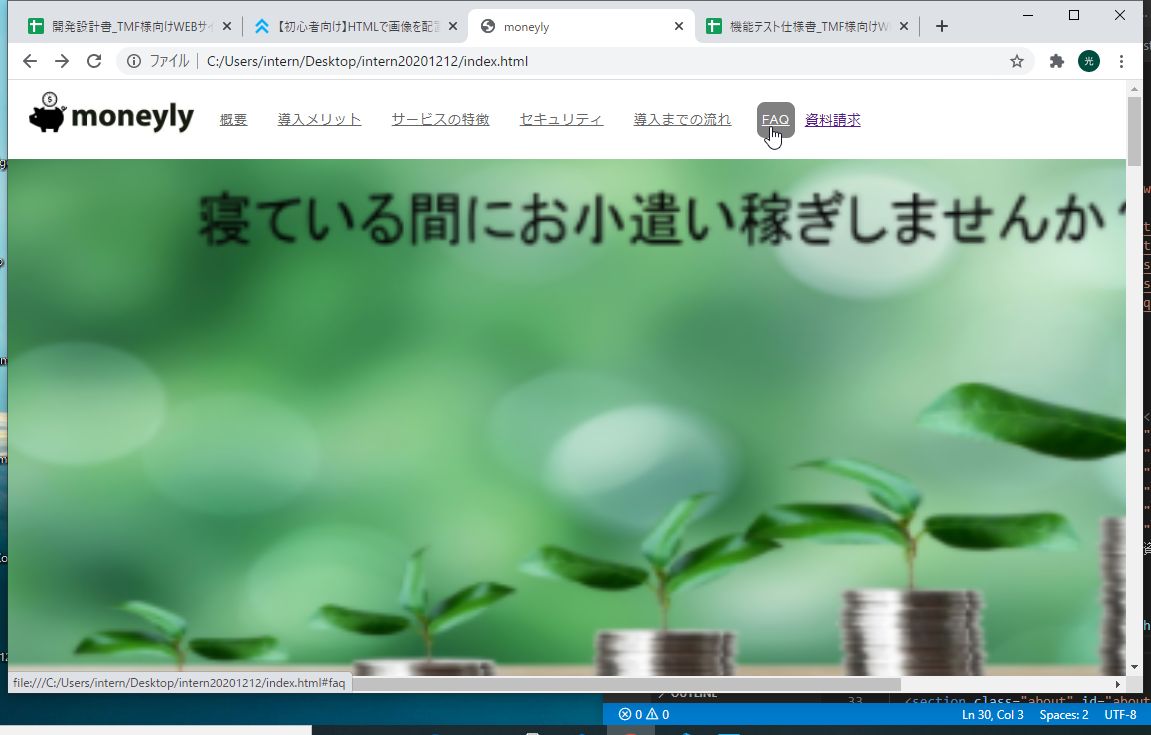 開発設計書_TMF様向けWEBサイ
【初心者向け】HTMLで画像を配置
moneyly
機能テスト仕様書_TMF様向けW
ファイル
C:/Users/intern/Desktop/intern20201212/index.html
光
moneyly
概要
導入メリット
サービスの特徴
セキュリティ
導入までの流れ
FAQ
資料請求
寝ている間にお小遣い稼ぎしませんか？
file:///C:/Users/intern/Desktop/intern20201212/index.html#faq
OUTLINE
33 <section class="about" id="about
0 0
Ln 30, Col 3
Spaces: 2
UTF-8